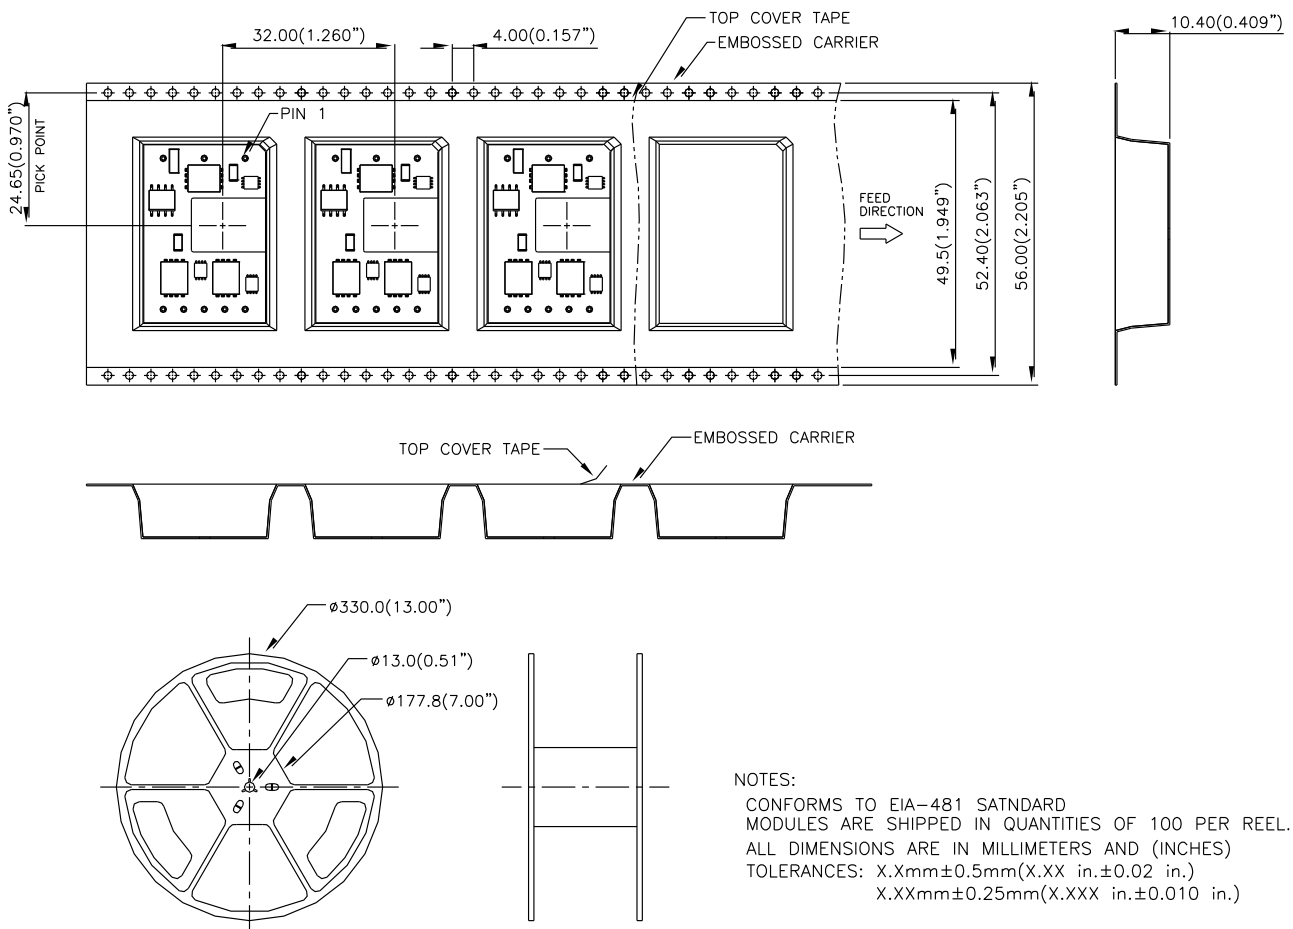 TOP COVER TAPE
EMBOSSED CARRIER
10.40(0.409”)
32.00(1.260”)
4.00(0.157”)
24.65(0.970”)
PICK POINT
PIN 1
FEED
DIRECTION
49.5(1.949”)
52.40(2.063”)
56.00(2.205”)
TOP COVER TAPE
EMBOSSED CARRIER
ø330.0(13.00”)
ø13.0(0.51”)
ø177.8(7.00”)
NOTES:
CONFORMS TO EIA-481 SATNDARD
MODULES ARE SHIPPED IN QUANTITIES OF 100 PER REEL.
ALL DIMENSIONS ARE IN MILLIMETERS AND (INCHES)
TOLERANCES: X.Xmm±0.5mm(X.XX in.±0.02 in.)
X.XXmm±0.25mm(X.XXX in.±0.010 in.)